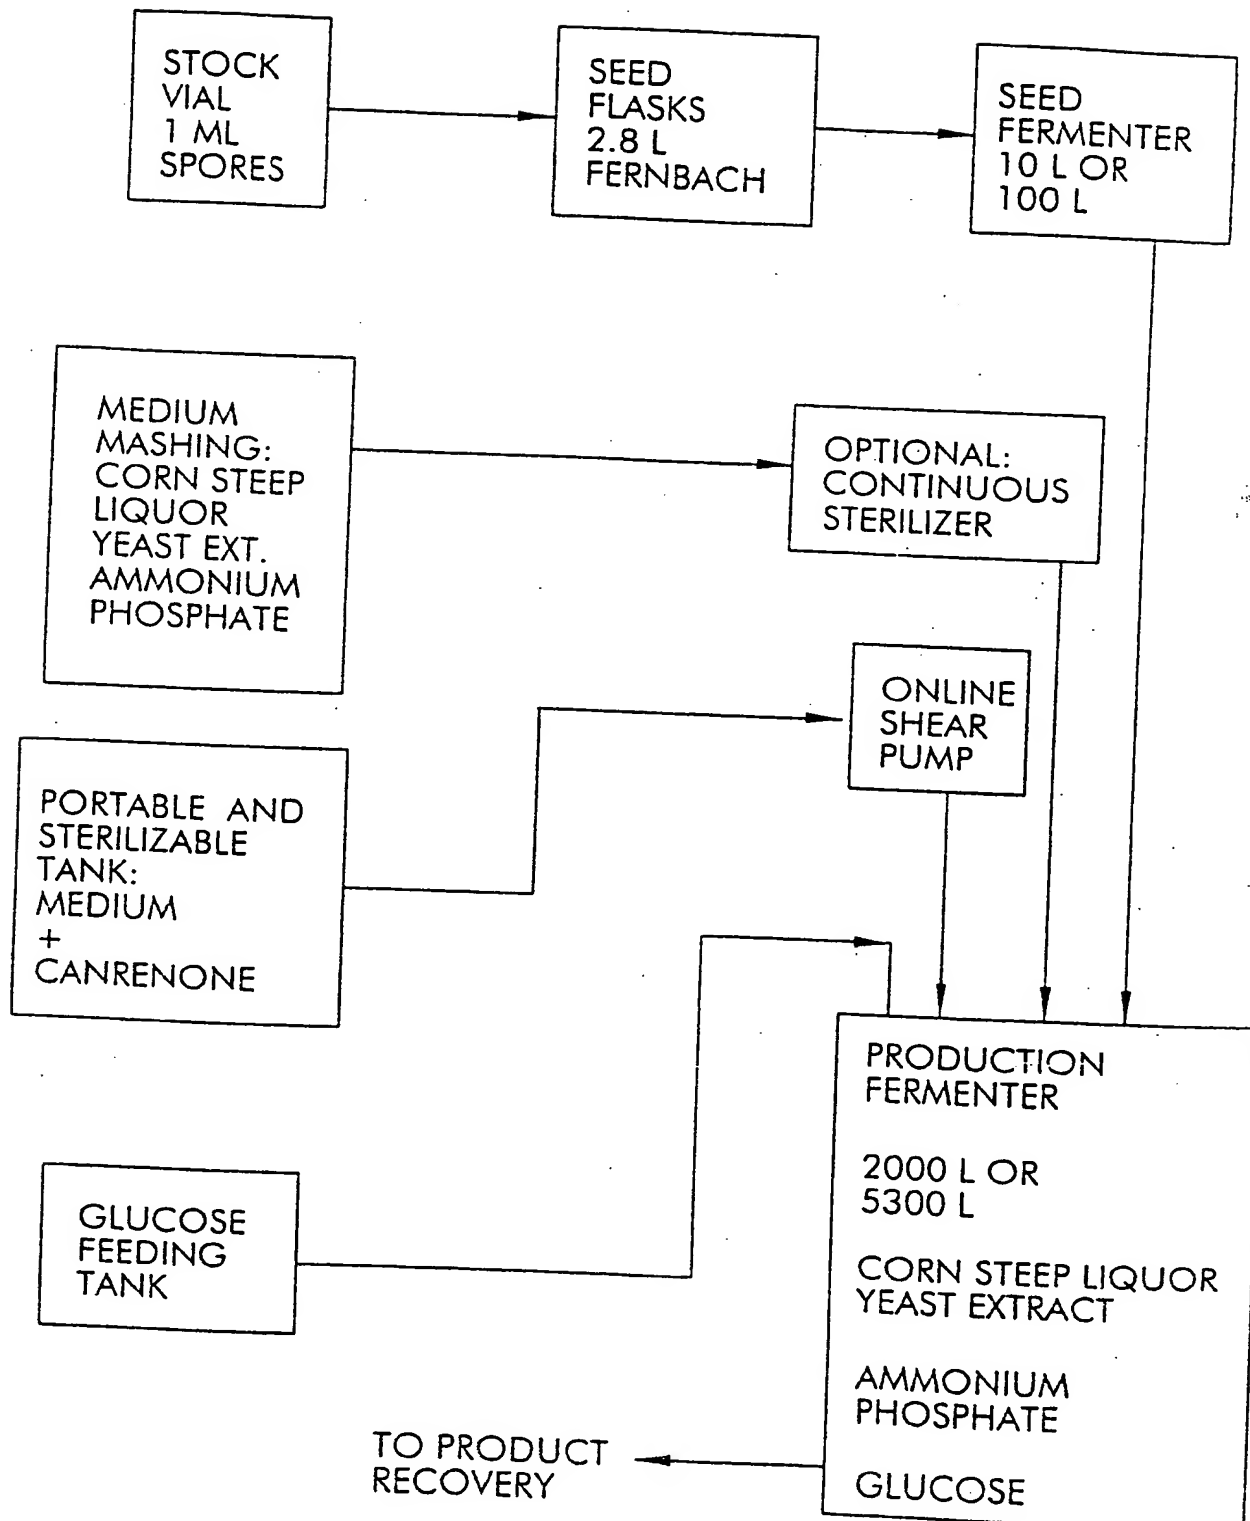 STOCK
VIAL
1 ML
SPORES
SEED
FLASKS
2.8 L
FERNBACH
SEED
FERMENTER
10 L OR
100 L
MEDIUM
MASHING:
CORN STEEP
LIQUOR
YEAST EXT.
AMMONIUM
PHOSPHATE
OPTIONAL:
CONTINUOUS
STERILIZER
ONLINE
SHEAR
PUMP
PORTABLE AND
STERILIZABLE
TANK:
MEDIUM
+
CANRENONE
GLUCOSE
FEEDING
TANK
PRODUCTION
FERMENTER
2000 L OR
5300 L
CORN STEEP LIQUOR
YEAST EXTRACT
AMMONIUM
PHOSPHATE
GLUCOSE
TO PRODUCT
RECOVERY